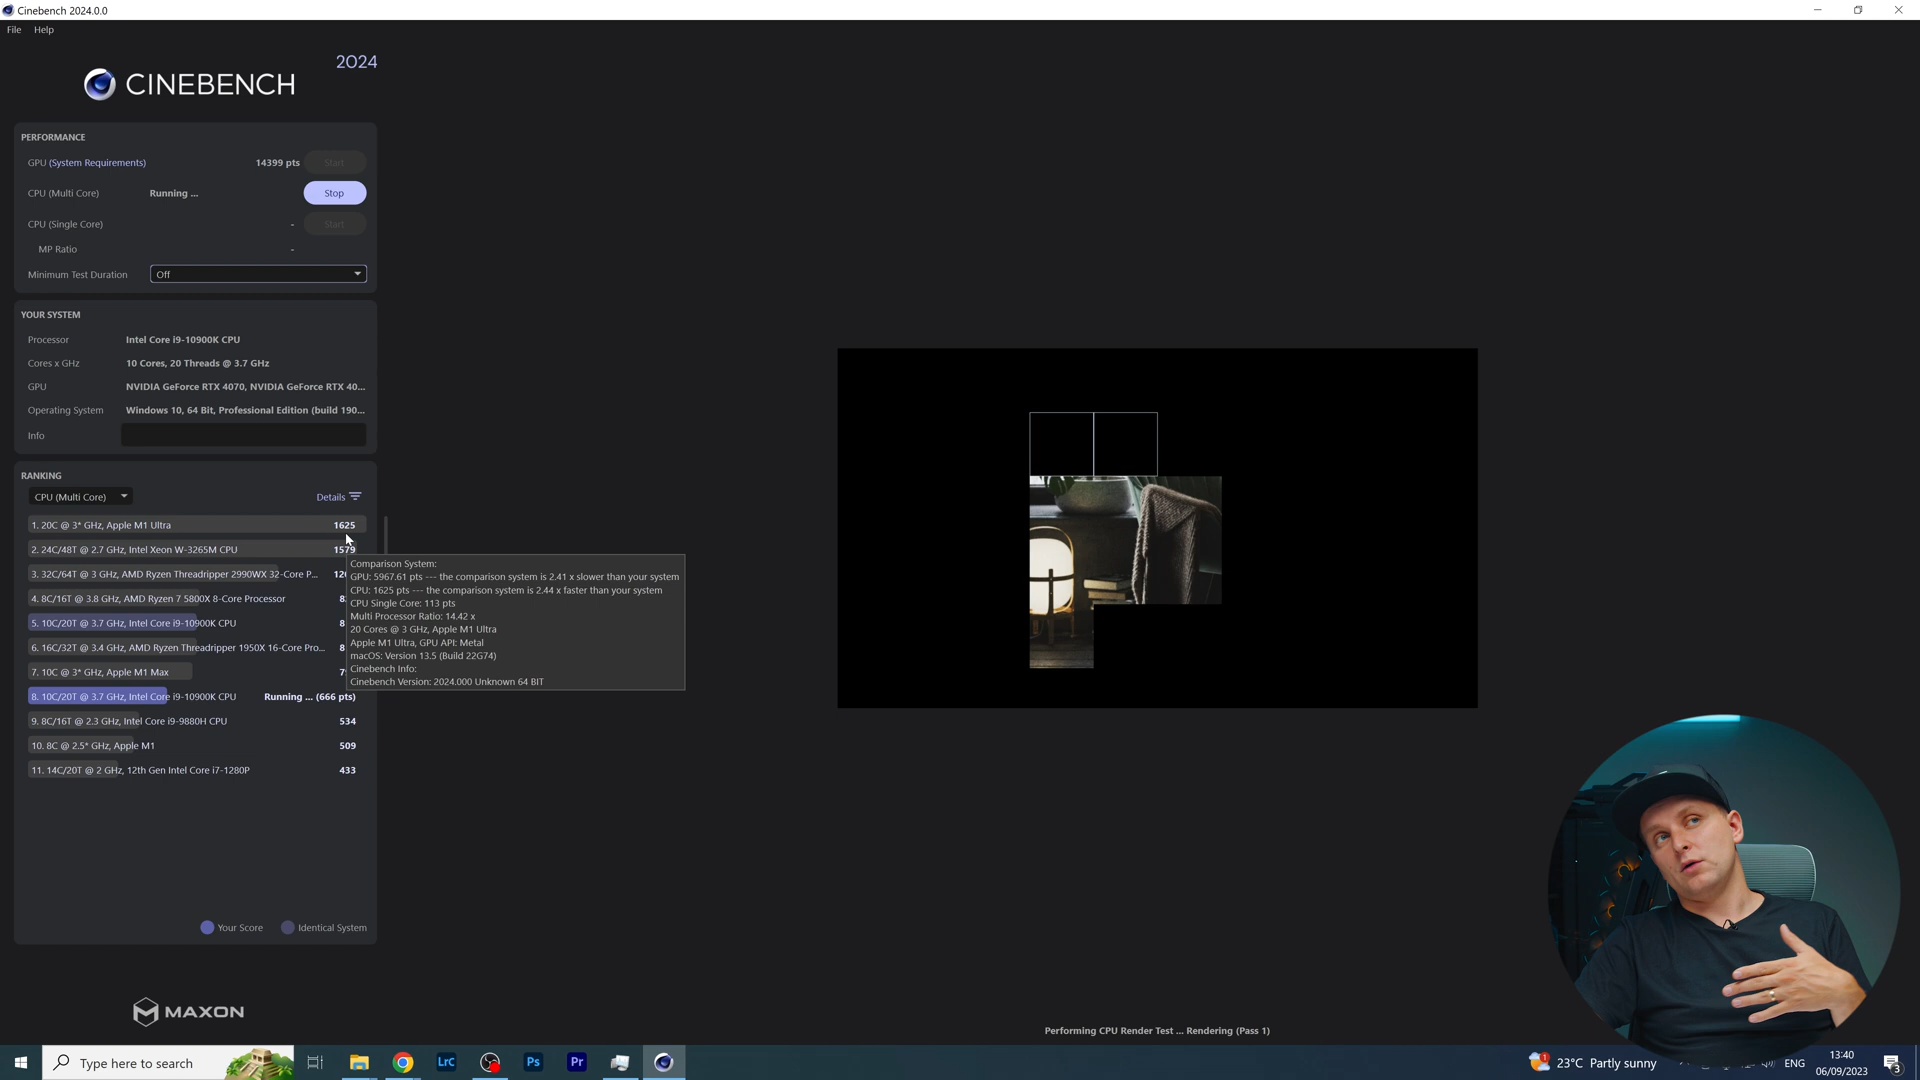 Cinebench 2024.0.0
File Help
2024
CINEBENCH
PERFORMANCE
GPU (System Requirements) 14399 pts Start
CPU (Multi Core) Running ... Stop
CPU (Single Core) - Start
MP Ratio -
Minimum Test Duration Off
YOUR SYSTEM
Processor Intel Core i9-10900K CPU
Cores x GHz 10 Cores, 20 Threads @ 3.7 GHz
GPU NVIDIA GeForce RTX 4070, NVIDIA GeForce RTX 40...
Operating System Windows 10, 64 Bit, Professional Edition (build 190...
Info
RANKING
CPU (Multi Core) Details
1. 20C @ 3* GHz, Apple M1 Ultra 1625
2. 24C/48T @ 2.7 GHz, Intel Xeon W-3265M CPU 1579
3. 32C/64T @ 3 GHz, AMD Ryzen Threadripper 2990WX 32-Core P...
4. 8C/16T @ 3.8 GHz, AMD Ryzen 7 5800X 8-Core Processor
5. 10C/20T @ 3.7 GHz, Intel Core i9-10900K CPU
6. 16C/32T @ 3.4 GHz, AMD Ryzen Threadripper 1950X 16-Core Pro...
7. 10C @ 3* GHz, Apple M1 Max
8. 10C/20T @ 3.7 GHz, Intel Core i9-10900K CPU Running ... (666 pts)
9. 8C/16T @ 2.3 GHz, Intel Core i9-9880H CPU 534
10. 8C @ 2.5* GHz, Apple M1 509
11. 14C/20T @ 2 GHz, 12th Gen Intel Core i7-1280P 433
Comparison System:
GPU: 5967.61 pts --- the comparison system is 2.41 x slower than your system
CPU: 1625 pts --- the comparison system is 2.44 x faster than your system
CPU Single Core: 113 pts
Multi Processor Ratio: 14.42 x
20 Cores @ 3 GHz, Apple M1 Ultra
Apple M1 Ultra, GPU API: Metal
macOS: Version 13.5 (Build 22G74)
Cinebench Info:
Cinebench Version: 2024.000 Unknown 64 BIT
Your Score Identical System
MAXON
Performing CPU Render Test ... Rendering (Pass 1)
Type here to search
LrC Ps Pr
1 23°C Partly sunny ENG
13:40
06/09/2023
3